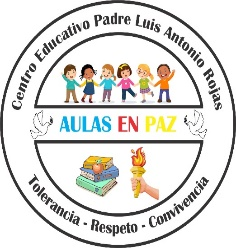 Centro Educativo Padre Luis Antonio Rojas
AULAS EN PAZ
Tolerancia - Respeto - Convivencia